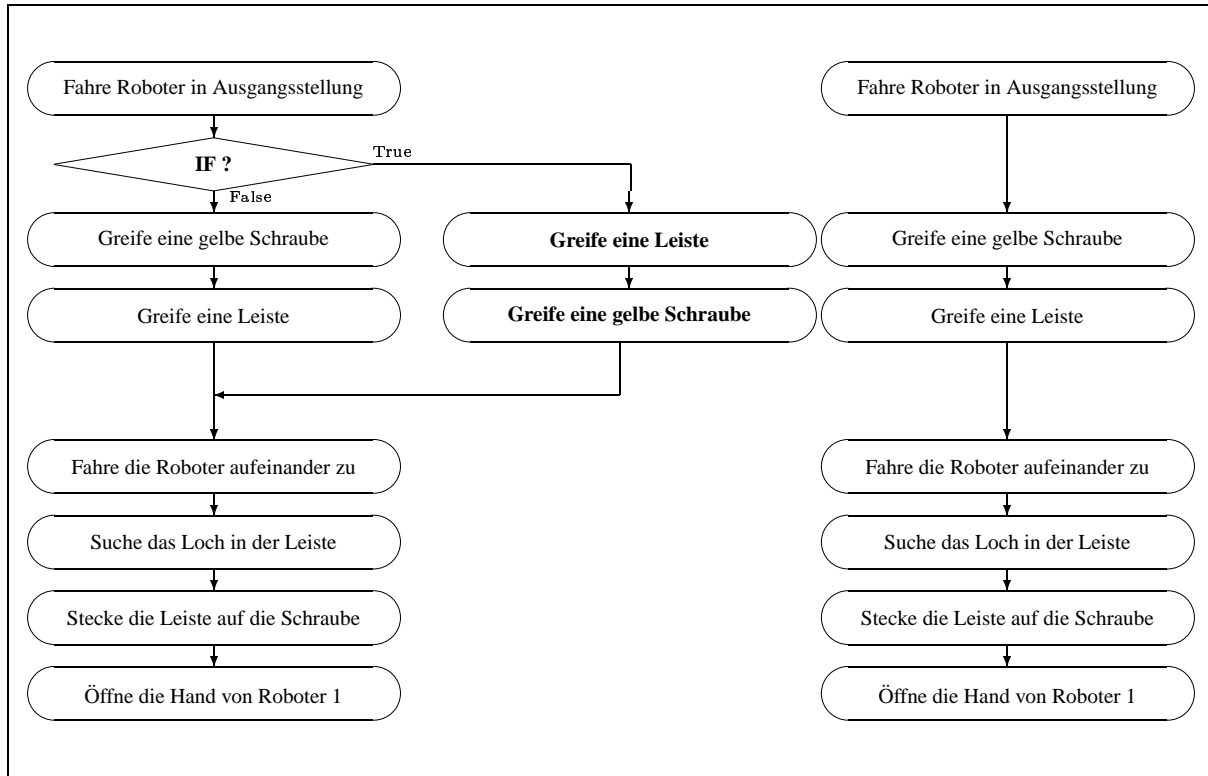 Fahre Roboter in Ausgangsstellung
IF ?
True
False
Greife eine gelbe Schraube
Greife eine Leiste
Greife eine Leiste
Greife eine gelbe Schraube
Fahre die Roboter aufeinander zu
Suche das Loch in der Leiste
Stecke die Leiste auf die Schraube
Öffne die Hand von Roboter 1
Fahre Roboter in Ausgangsstellung
Greife eine gelbe Schraube
Greife eine Leiste
Fahre die Roboter aufeinander zu
Suche das Loch in der Leiste
Stecke die Leiste auf die Schraube
Öffne die Hand von Roboter 1